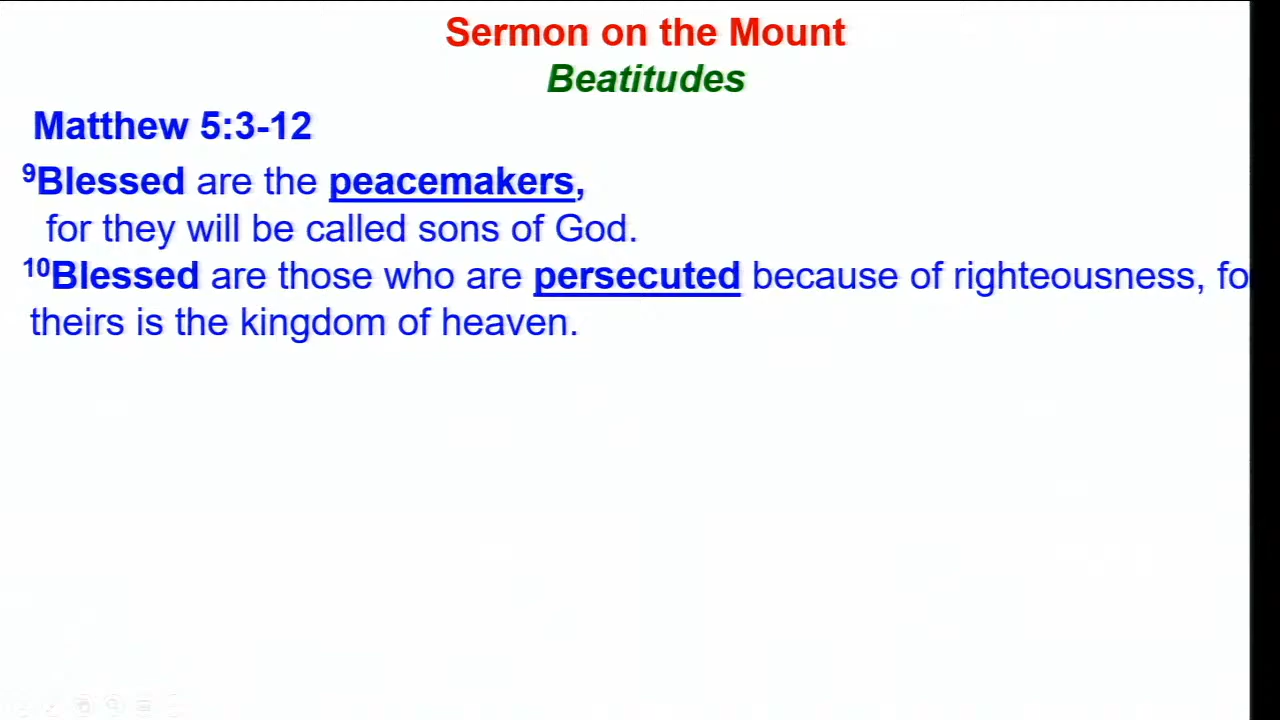 Sermon on the Mount
Beatitudes
Matthew 5:3-12
9Blessed are the peacemakers,
for they will be called sons of God.
10Blessed are those who are persecuted because of righteousness, fo
theirs is the kingdom of heaven.